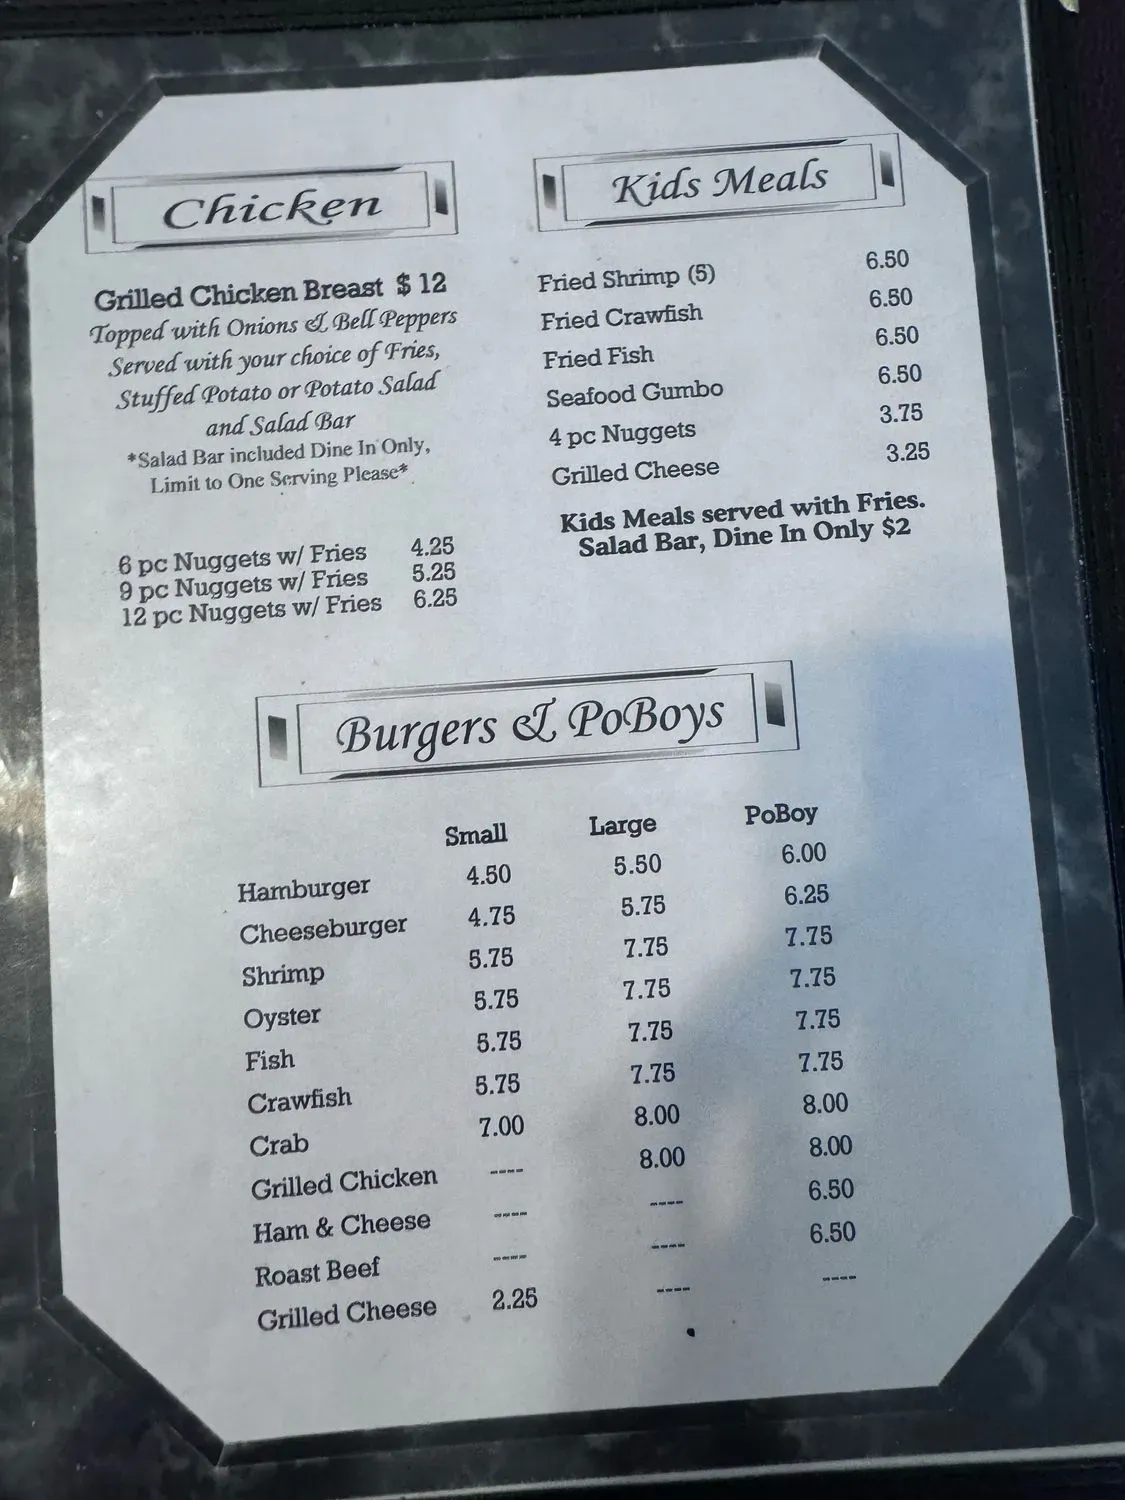 Chicken
Grilled Chicken Breast $ 12
Topped with Onions & Bell Peppers
Served with your choice of Fries,
Stuffed Potato or Potato Salad
and Salad Bar
*Salad Bar included Dine In Only,
Limit to One Serving Please*
6 pc Nuggets w/ Fries 4.25
9 pc Nuggets w/ Fries 5.25
12 pc Nuggets w/ Fries 6.25
Kids Meals
Fried Shrimp (5) 6.50
Fried Crawfish 6.50
Fried Fish 6.50
Seafood Gumbo 6.50
4 pc Nuggets 3.75
Grilled Cheese 3.25
Kids Meals served with Fries.
Salad Bar, Dine In Only $2
Burgers & PoBoys
Small Large PoBoy
Hamburger 4.50 5.50 6.00
Cheeseburger 4.75 5.75 6.25
Shrimp 5.75 7.75 7.75
Oyster 5.75 7.75 7.75
Fish 5.75 7.75 7.75
Crawfish 5.75 7.75 7.75
Crab 7.00 8.00 8.00
Grilled Chicken ---- 8.00 8.00
Ham & Cheese ---- ---- 6.50
Roast Beef ---- ---- 6.50
Grilled Cheese 2.25 ---- ----